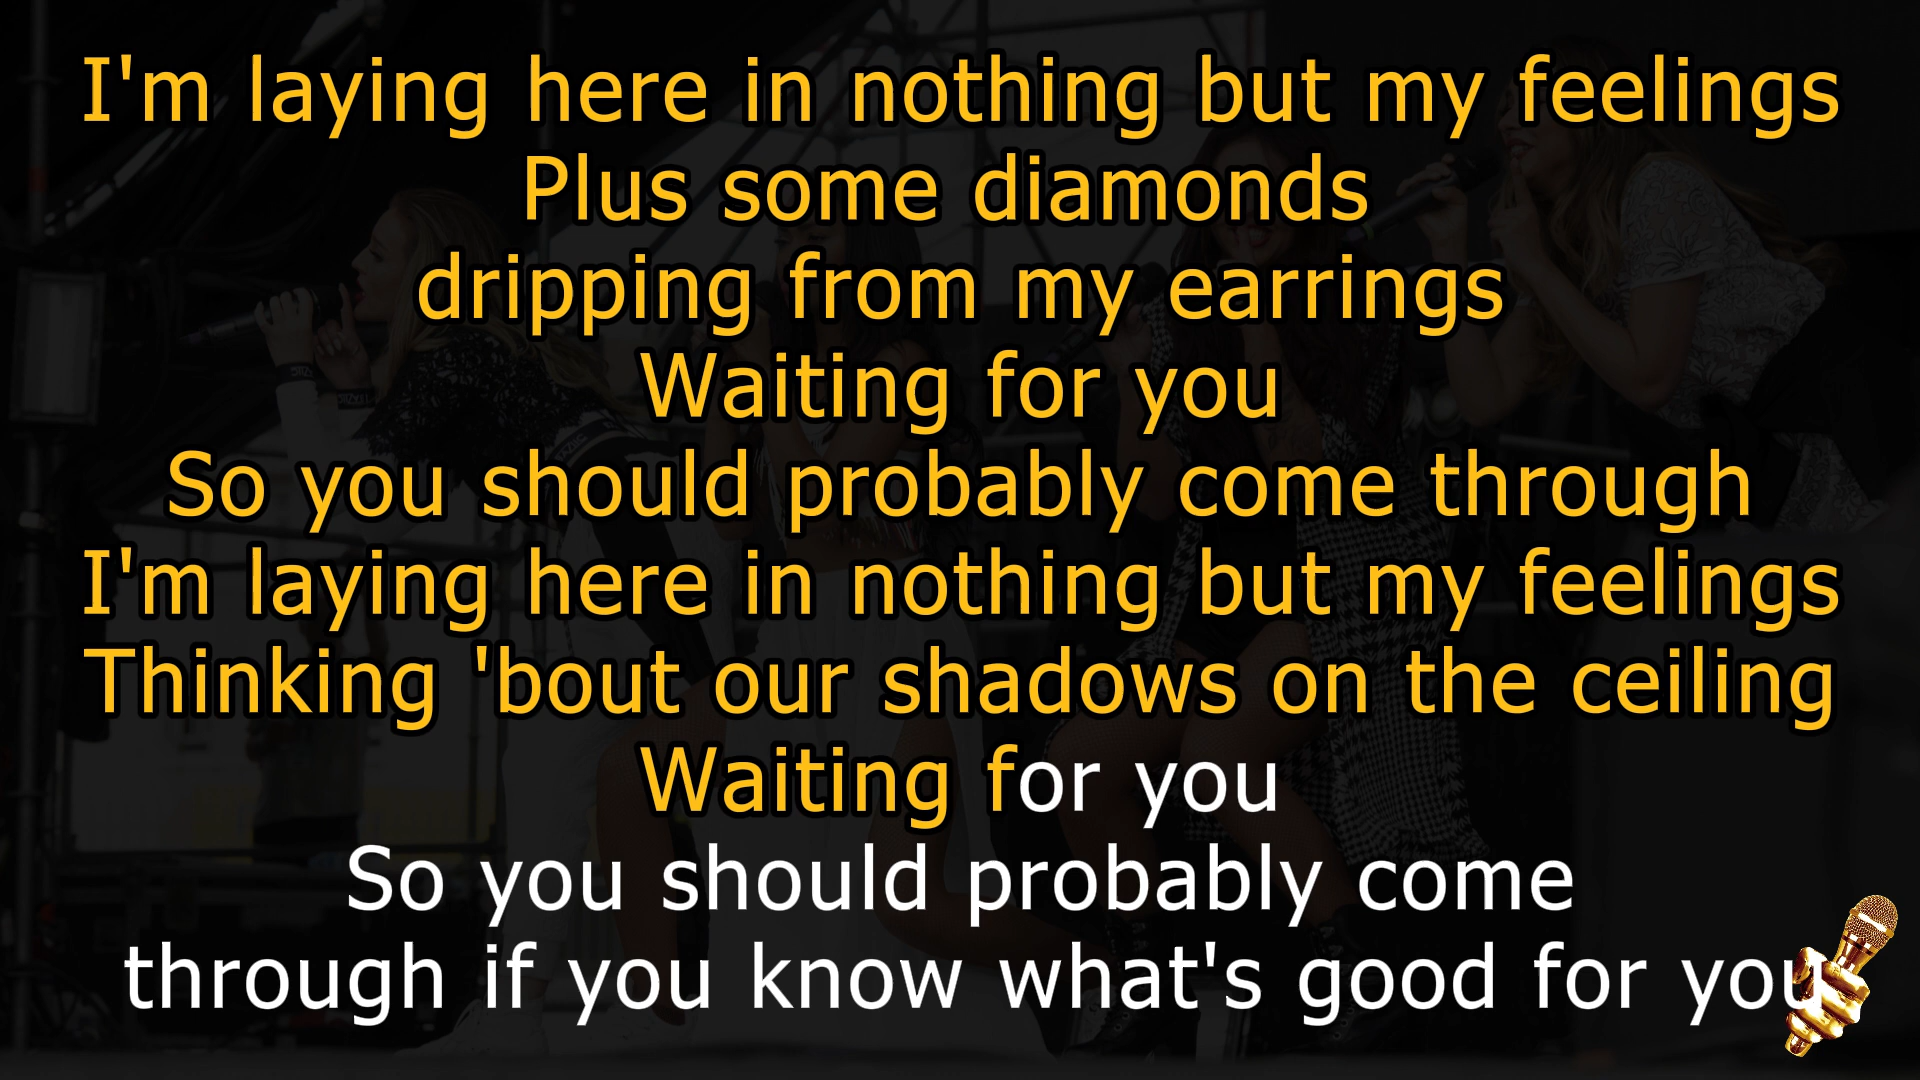 I'm laying here in nothing but my feelings
Plus some diamonds
dripping from my earrings
Waiting for you
So you should probably come through
I'm laying here in nothing but my feelings
Thinking 'bout our shadows on the ceiling
Waiting for you
So you should probably come
through if you know what's good for you